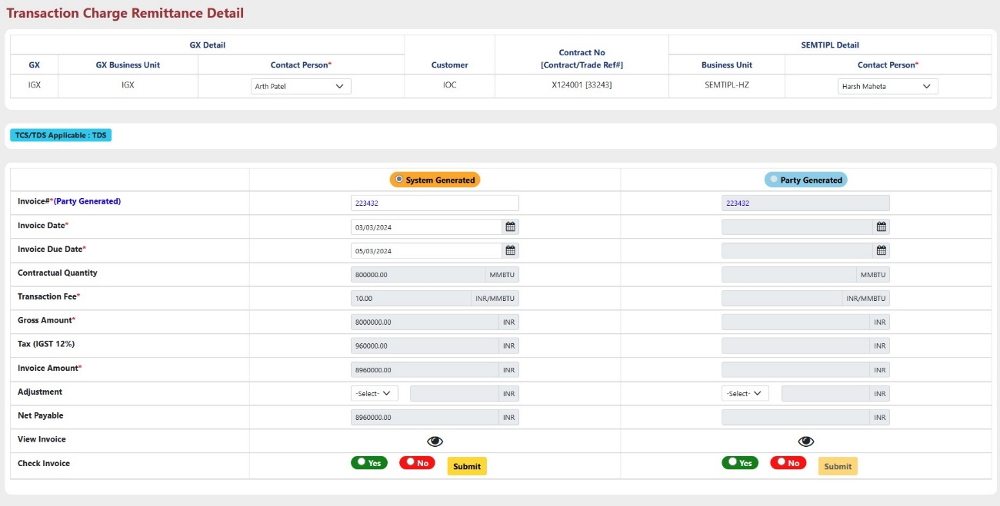 Transaction Charge Remittance Detail
GX Detail
Customer
Contract No
[Contract/Trade Ref#]
SEMTIPL Detail
GX
GX Business Unit
Contact Person*
Business Unit
Contact Person*
IGX
IGX
Arth Patel
IOC
X124001 [33243]
SEMTIPL-HZ
Harsh Maheta
TCS/TDS Applicable : TDS
System Generated
Party Generated
Invoice#*(Party Generated)
223432
223432
Invoice Date*
03/03/2024
Invoice Due Date*
05/03/2024
Contractual Quantity
800000.00 MMBTU
MMBTU
Transaction Fee*
10.00 INR/MMBTU
INR/MMBTU
Gross Amount*
8000000.00 INR
INR
Tax (IGST 12%)
960000.00 INR
INR
Invoice Amount*
8960000.00 INR
INR
Adjustment
-Select- INR
-Select- INR
Net Payable
8960000.00 INR
INR
View Invoice
Check Invoice
Yes No Submit
Yes No Submit